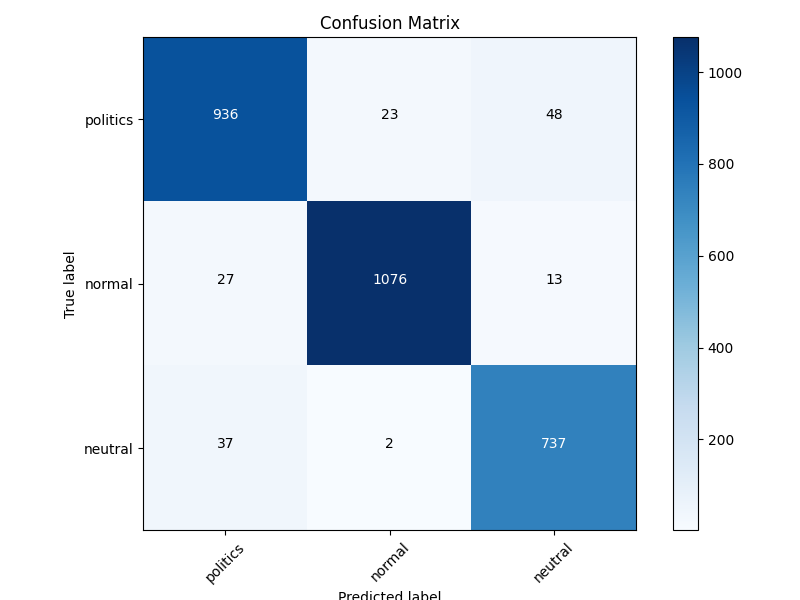 Confusion Matrix
True label
politics
936 23 48
normal
27 1076 13
neutral
37 2 737
politics normal neutral
Predicted label
1000
800
600
400
200